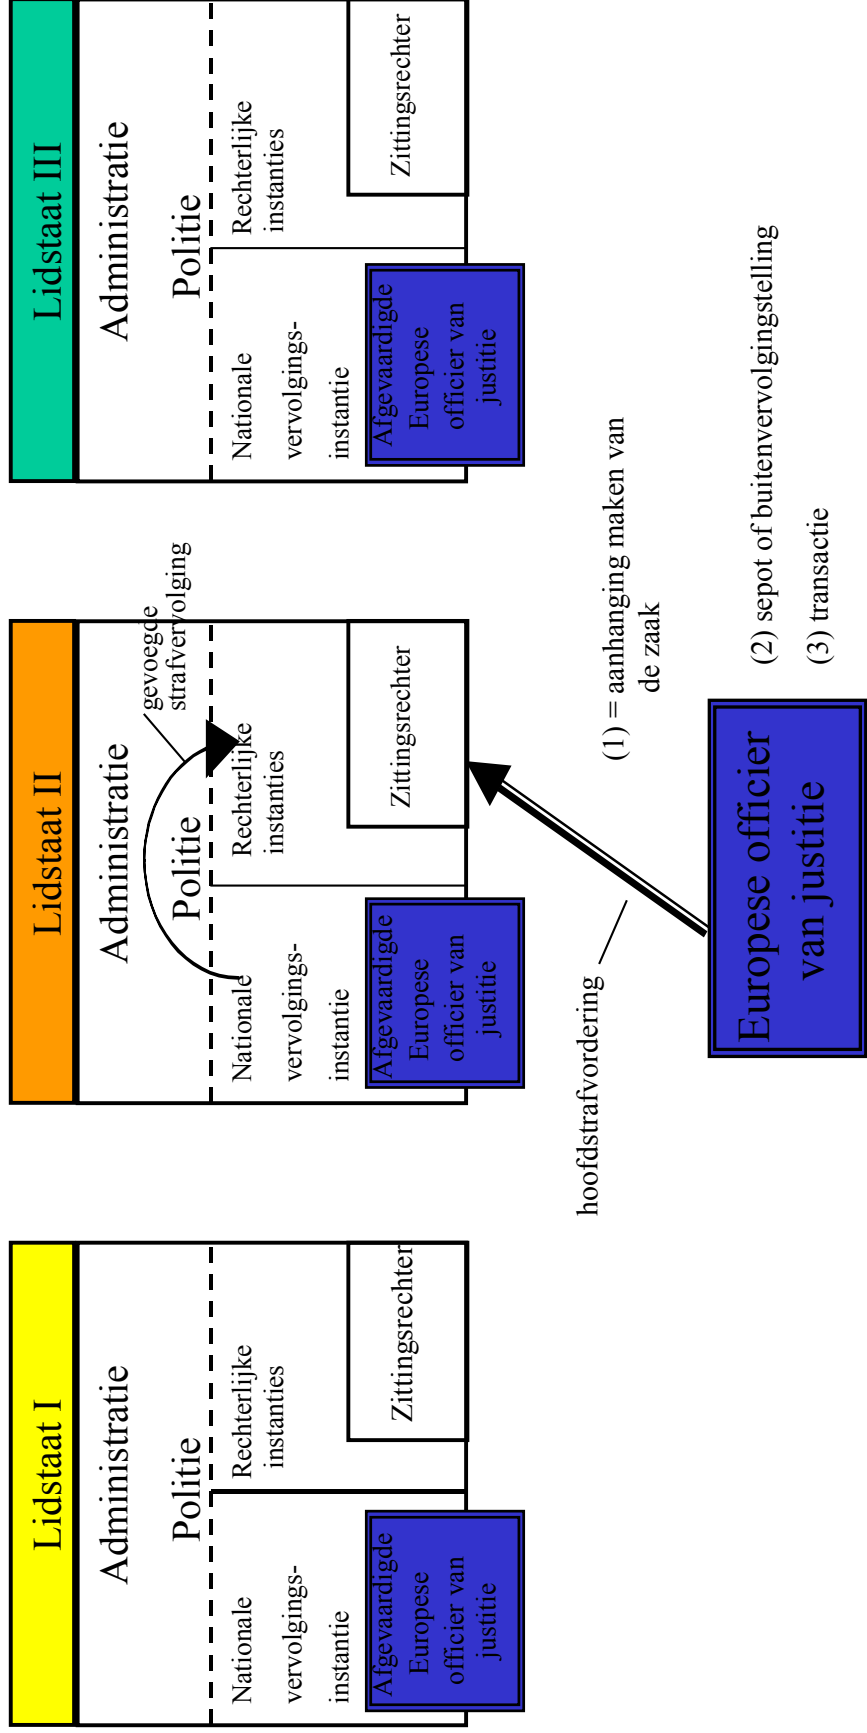 Lidstaat I
Administratie
Politie
Nationale
vervolgings-
instantie
Rechterlijke
instanties
Zittingsrechter
Afgevaardigde
Europese
officier van
justitie
Lidstaat II
Administratie
gevoegde
strafvervolging
Politie
Nationale
vervolgings-
instantie
Rechterlijke
instanties
Zittingsrechter
Afgevaardigde
Europese
officier van
justitie
Lidstaat III
Administratie
Politie
Nationale
vervolgings-
instantie
Rechterlijke
instanties
Zittingsrechter
Afgevaardigde
Europese
officier van
justitie
hoofdstrafvordering
(1) = aanhanging maken van
de zaak
Europese officier
van justitie
(2) sepot of buitenvervolgingstelling
(3) transactie